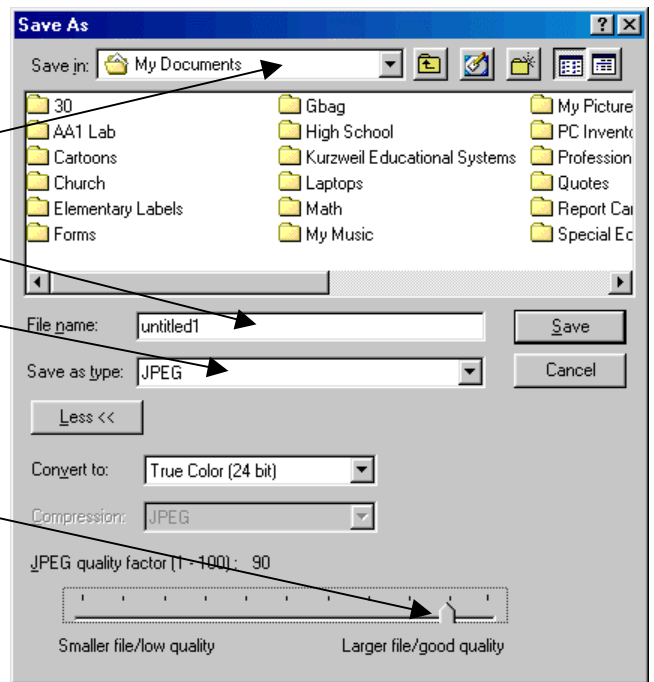 Save As
Save in: My Documents
30 Gbag My Picture
AA1 Lab High School PC Invento
Cartoons Kurzweil Educational Systems Profession
Church Laptops Quotes
Elementary Labels Math Report Car
Forms My Music Special Ec
File name: untitled1 Save
Save as type: JPEG Cancel
Less <<
Convert to: True Color (24 bit)
Compression: JPEG
JPEG quality factor (1 - 100) : 90
Smaller file/low quality Larger file/good quality